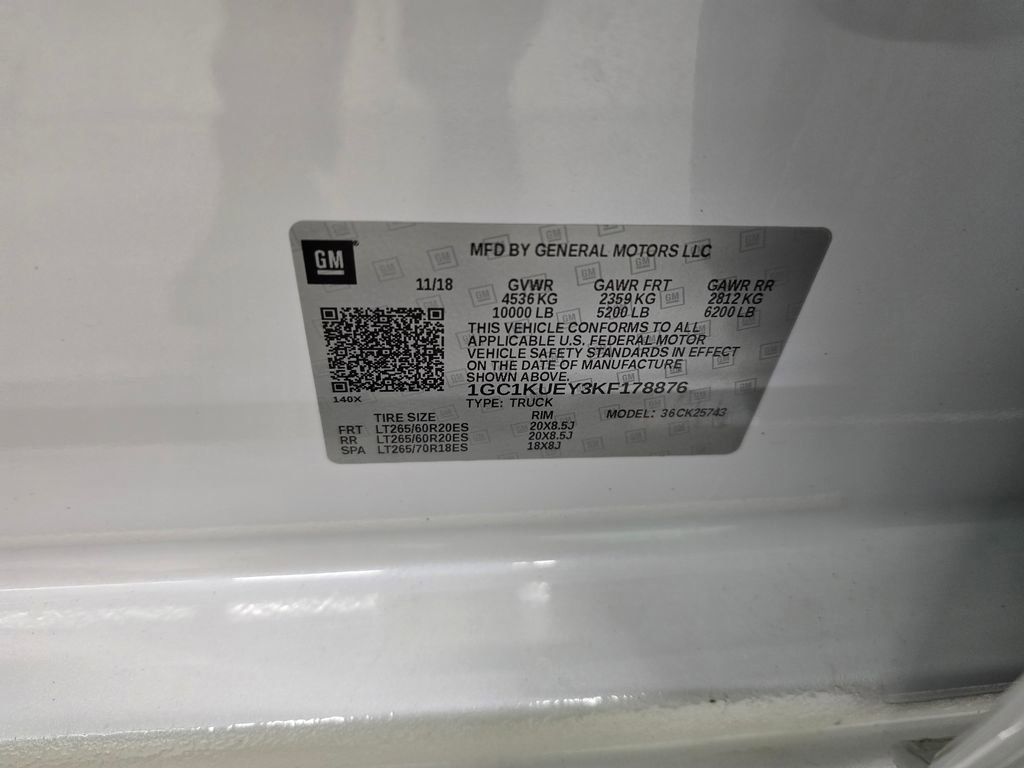 GM
MFD BY GENERAL MOTORS LLC
11/18 GVWR GAWR FRT GAWR RR
4536 KG 2359 KG 2812 KG
10000 LB 5200 LB 6200 LB
THIS VEHICLE CONFORMS TO ALL
APPLICABLE U.S. FEDERAL MOTOR
VEHICLE SAFETY STANDARDS IN EFFECT
ON THE DATE OF MANUFACTURE
SHOWN ABOVE.
140X
1GC1KUEY3KF178876
TYPE: TRUCK
TIRE SIZE RIM MODEL: 36CK25743
FRT LT265/60R20ES 20X8.5J
RR LT265/60R20ES 20X8.5J
SPA LT265/70R18ES 18X8J